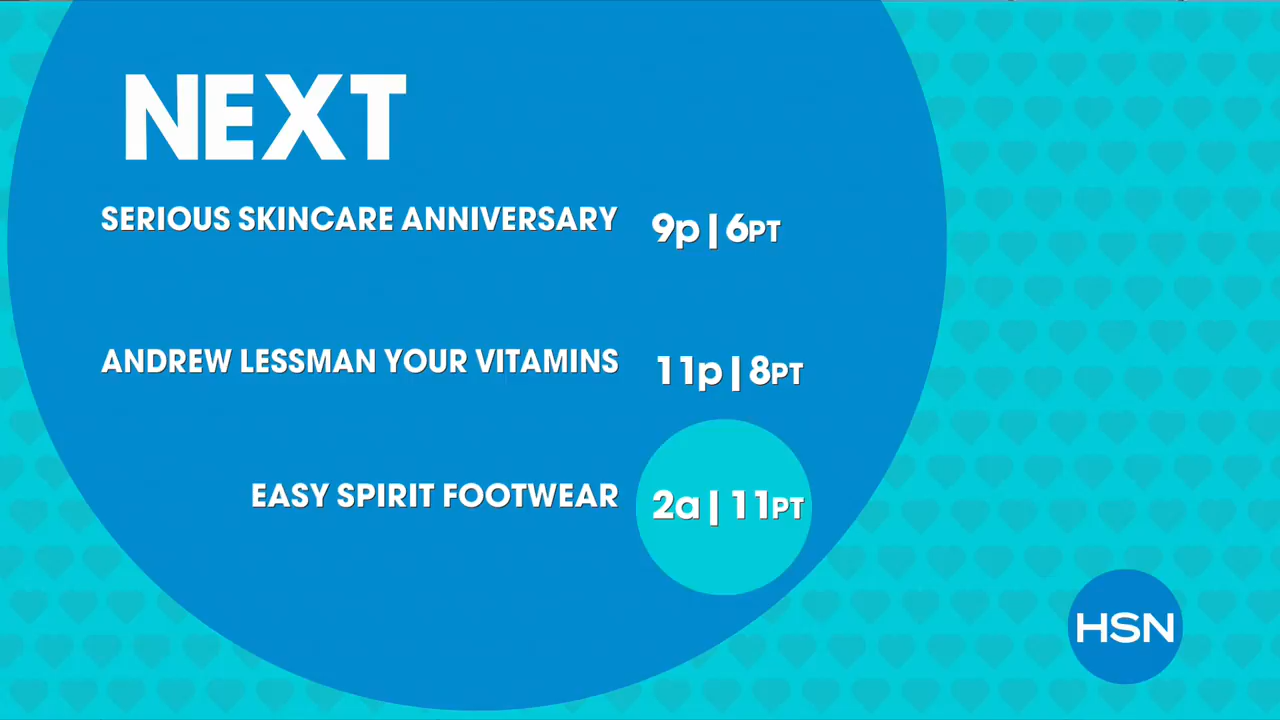 NEXT
SERIOUS SKINCARE ANNIVERSARY 9p | 6PT
ANDREW LESSMAN YOUR VITAMINS 11p | 8PT
EASY SPIRIT FOOTWEAR 2a | 11PT
HSN